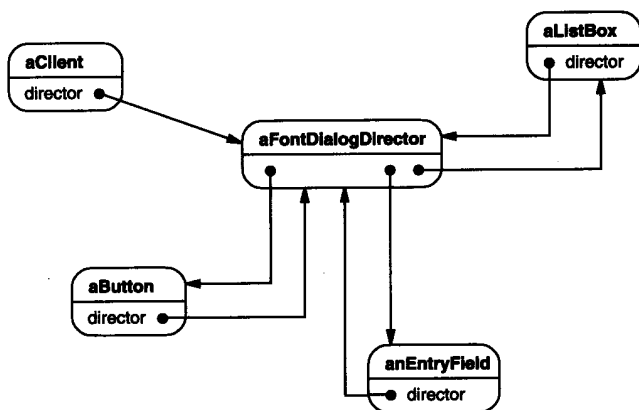 aClient
director
aListBox
director
aFontDialogDirector
aButton
director
anEntryField
director